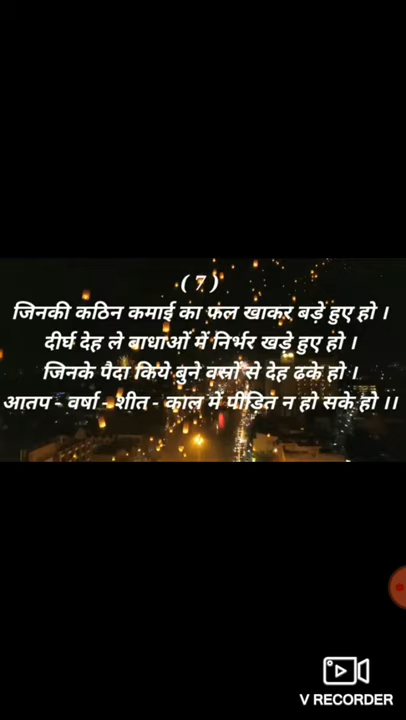 ( 7 )
जिनकी कठिन कमाई का फल खाकर बड़े हुए हो ।
दीर्घ देह ले बाधाओं में निर्भर खड़े हुए हो ।
जिनके पैदा किये बुने वस्त्रों से देह ढके हो ।
आतप - वर्षा - शीत - काल में पीड़ित न हो सके हो ।।
V RECORDER